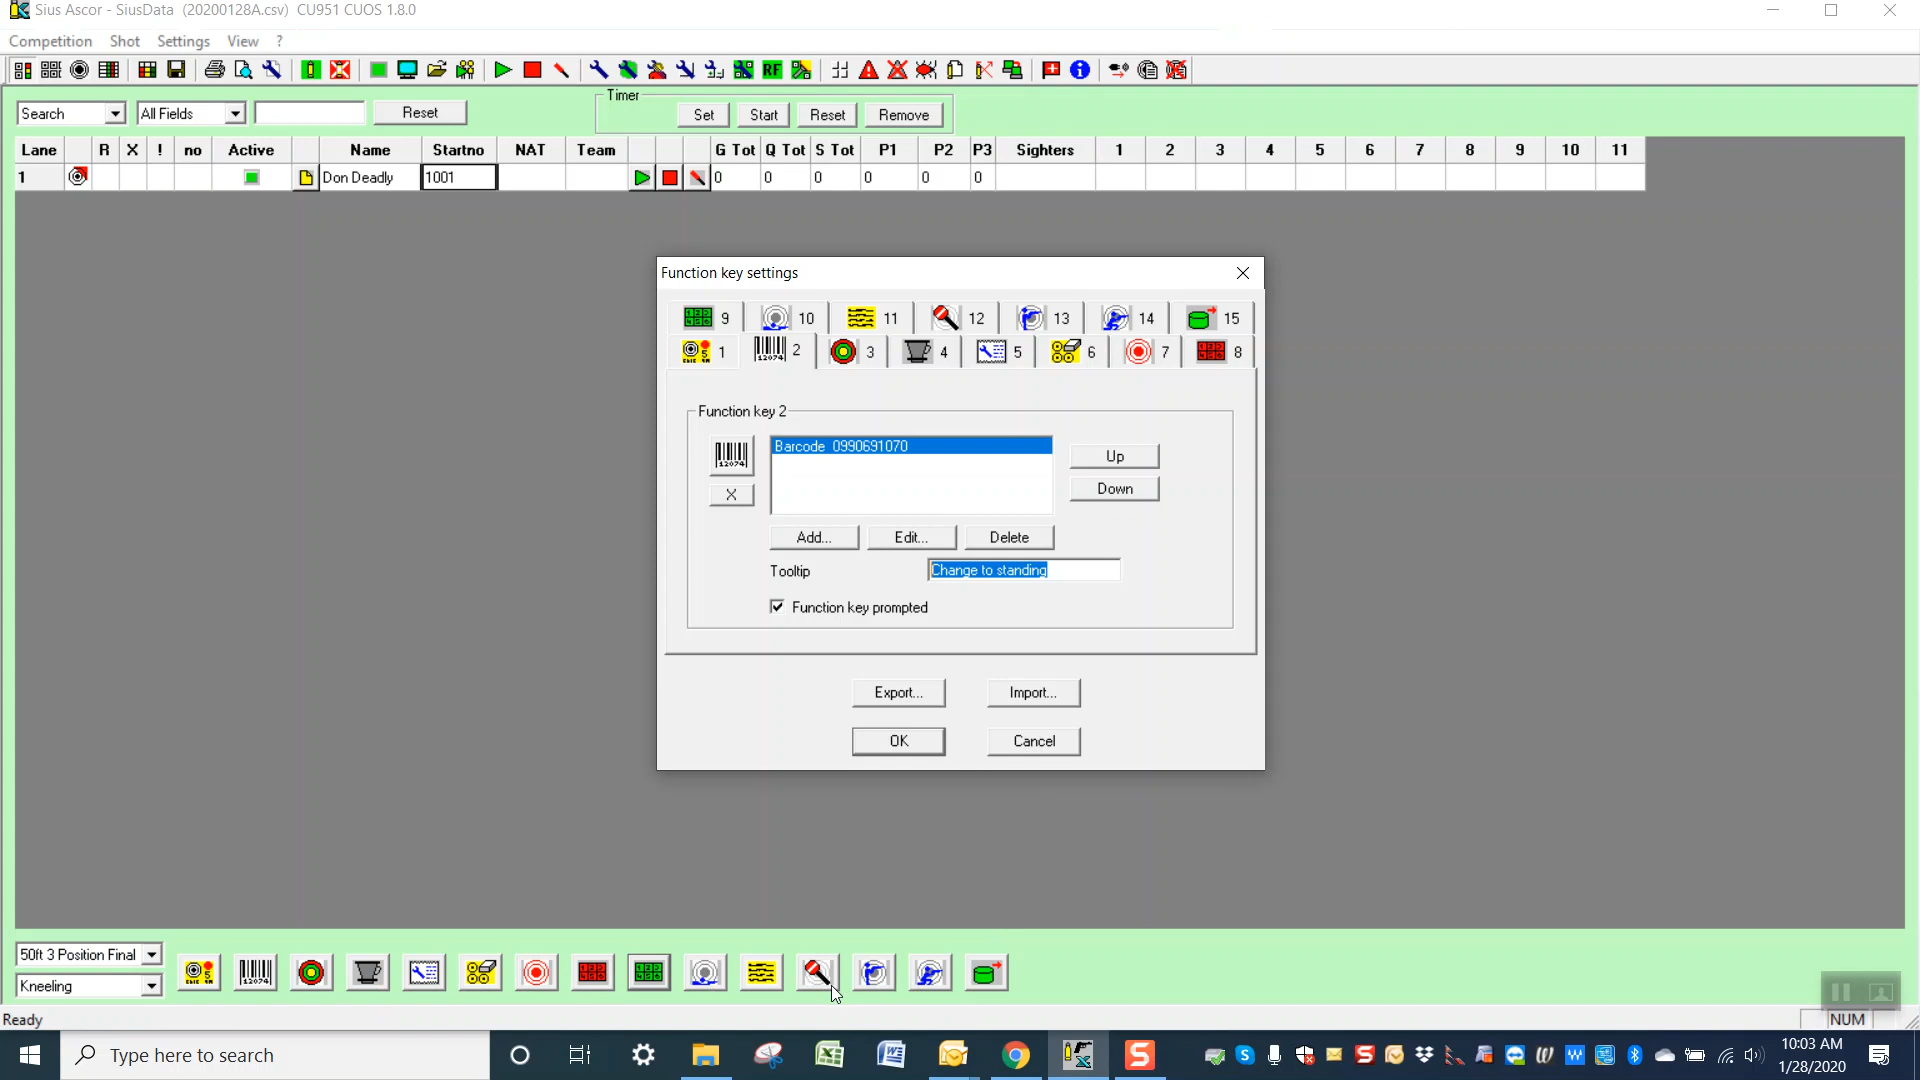 Sius Ascor - SiusData (20200128A.csv) CU951 CUOS 1.8.0
Competition Shot Settings View ?
RF
Search All Fields Reset
Timer
Set Start Reset Remove
Lane R X ! no Active Name Startno NAT Team G Tot Q Tot S Tot P1 P2 P3 Sighters 1 2 3 4 5 6 7 8 9 10 11
1 Don Deadly 1001 0 0 0 0 0 0
Function key settings
9 10 11 12 13 14 15
1 2 3 4 5 6 7 8
Function key 2
Barcode 0990691070
12074
X
Up
Down
Add... Edit... Delete
Tooltip Change to standing
Function key prompted
Export... Import...
OK Cancel
50ft 3 Position Final
Kneeling
Ready
NUM
Type here to search
10:03 AM
1/28/2020